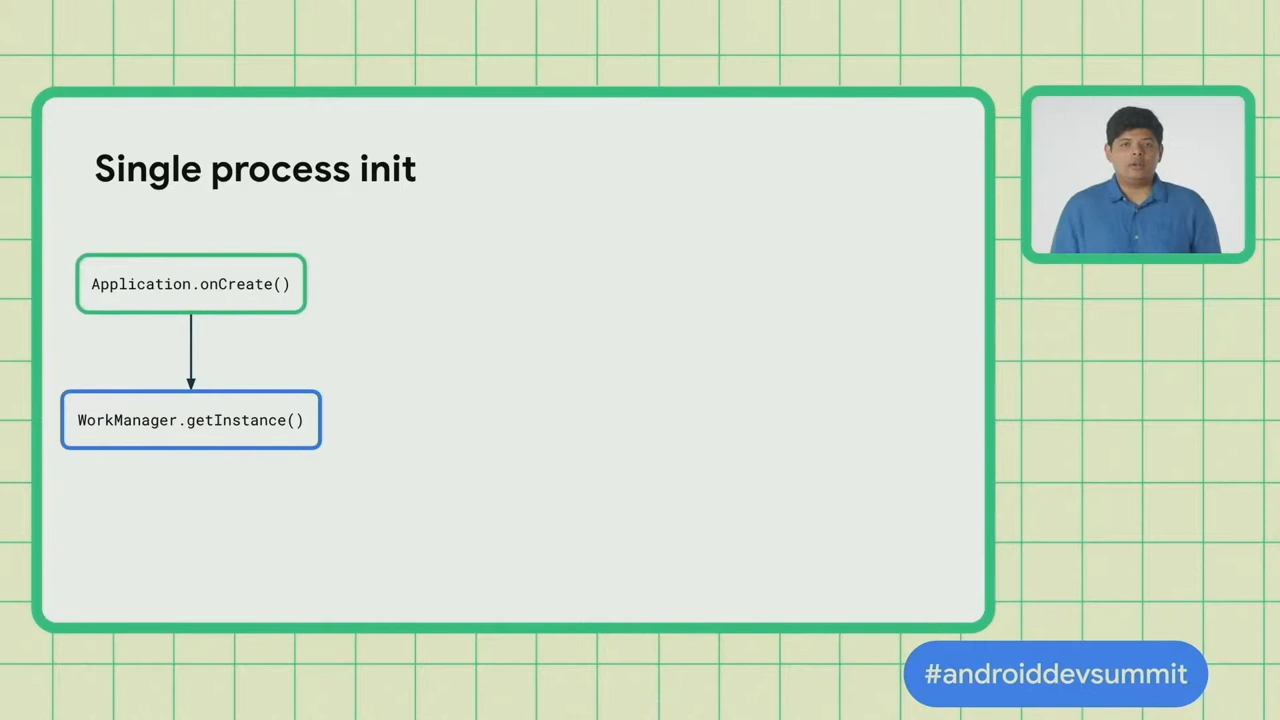 Single process init
Application.onCreate()
WorkManager.getInstance()
#androiddevsummit